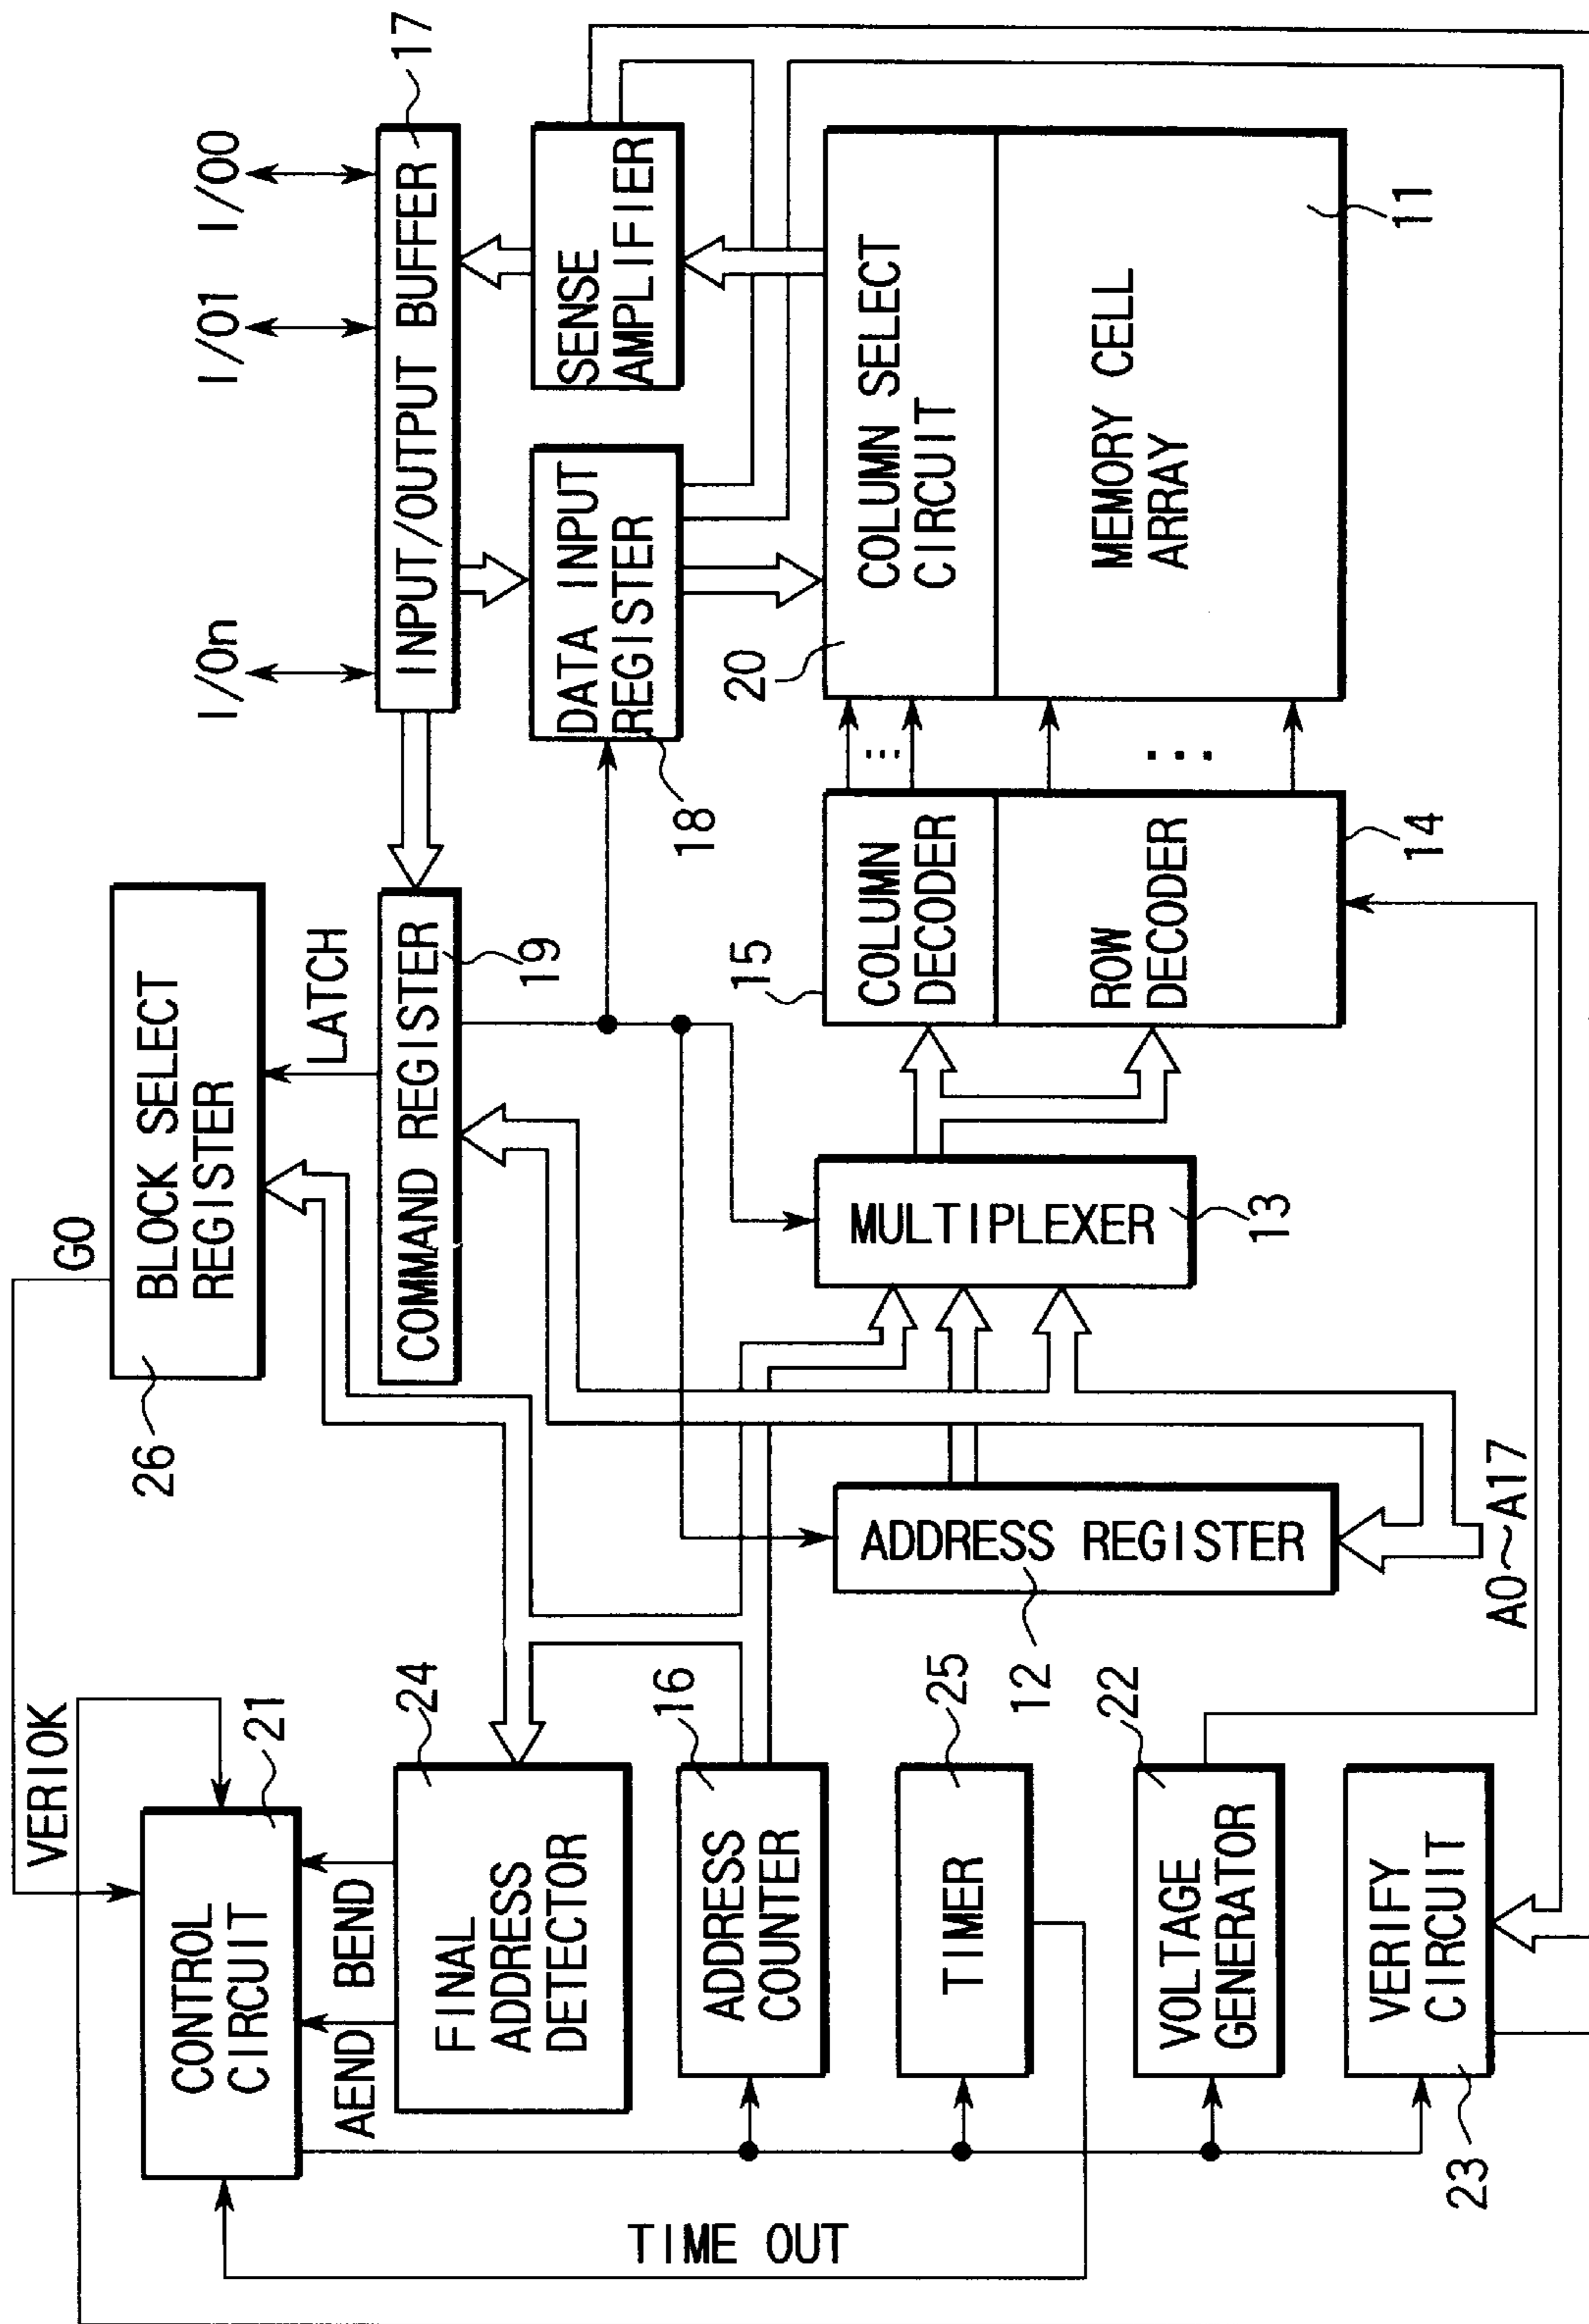 I/On
I/O1
I/O0
17
INPUT/OUTPUT BUFFER
GO
26
BLOCK SELECT
REGISTER
LATCH
COMMAND REGISTER
19
DATA INPUT
REGISTER
18
SENSE
AMPLIFIER
VERIOK
CONTROL
CIRCUIT
21
AEND
BEND
FINAL
ADDRESS
DETECTOR
24
ADDRESS
COUNTER
16
TIMER
25
TIME OUT
VOLTAGE
GENERATOR
22
VERIFY
CIRCUIT
23
ADDRESS REGISTER
12
A0~A17
MULTIPLEXER
13
15
COLUMN
DECODER
ROW
DECODER
14
20
COLUMN SELECT
CIRCUIT
MEMORY CELL
ARRAY
11